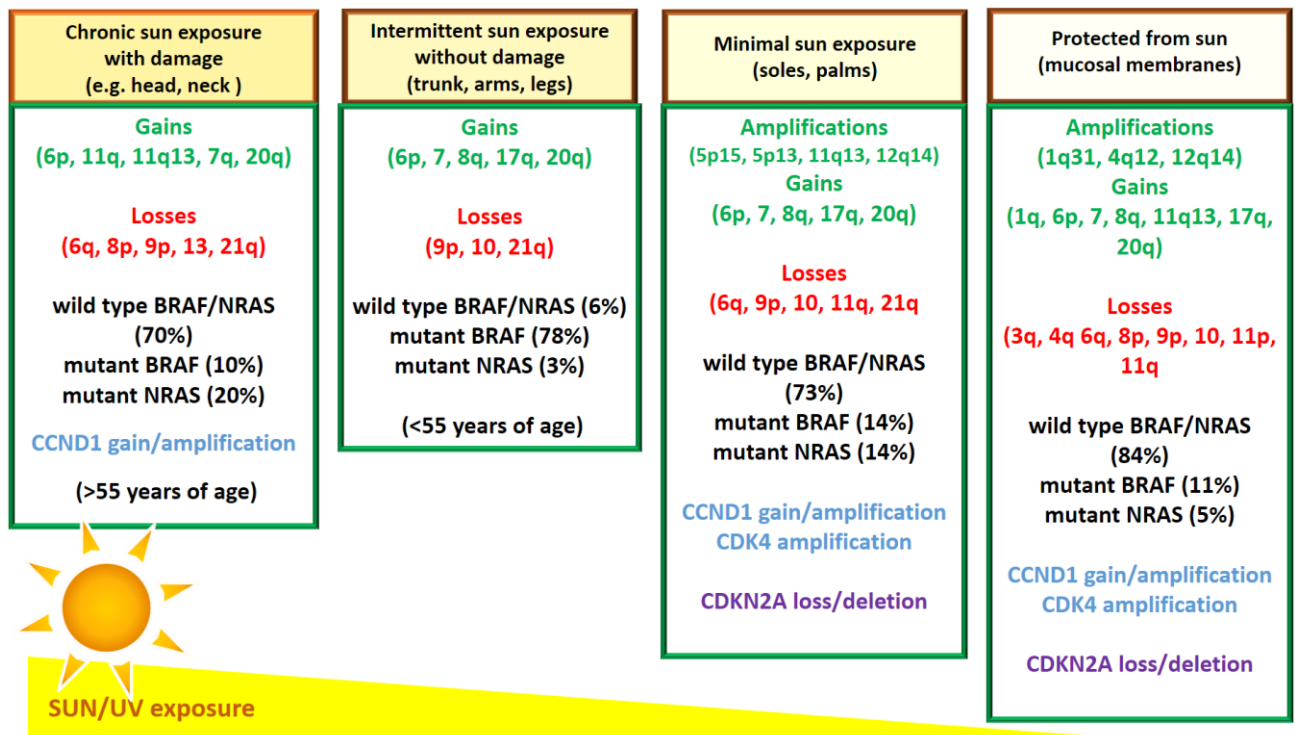 Chronic sun exposure
with damage
(e.g. head, neck )
Gains
(6p, 11q, 11q13, 7q, 20q)
Losses
(6q, 8p, 9p, 13, 21q)
wild type BRAF/NRAS
(70%)
mutant BRAF (10%)
mutant NRAS (20%)
CCND1 gain/amplification
(>55 years of age)
Intermittent sun exposure
without damage
(trunk, arms, legs)
Gains
(6p, 7, 8q, 17q, 20q)
Losses
(9p, 10, 21q)
wild type BRAF/NRAS (6%)
mutant BRAF (78%)
mutant NRAS (3%)
(<55 years of age)
Minimal sun exposure
(soles, palms)
Amplifications
(5p15, 5p13, 11q13, 12q14)
Gains
(6p, 7, 8q, 17q, 20q)
Losses
(6q, 9p, 10, 11q, 21q
wild type BRAF/NRAS
(73%)
mutant BRAF (14%)
mutant NRAS (14%)
CCND1 gain/amplification
CDK4 amplification
CDKN2A loss/deletion
Protected from sun
(mucosal membranes)
Amplifications
(1q31, 4q12, 12q14)
Gains
(1q, 6p, 7, 8q, 11q13, 17q,
20q)
Losses
(3q, 4q 6q, 8p, 9p, 10, 11p,
11q
wild type BRAF/NRAS
(84%)
mutant BRAF (11%)
mutant NRAS (5%)
CCND1 gain/amplification
CDK4 amplification
CDKN2A loss/deletion
SUN/UV exposure